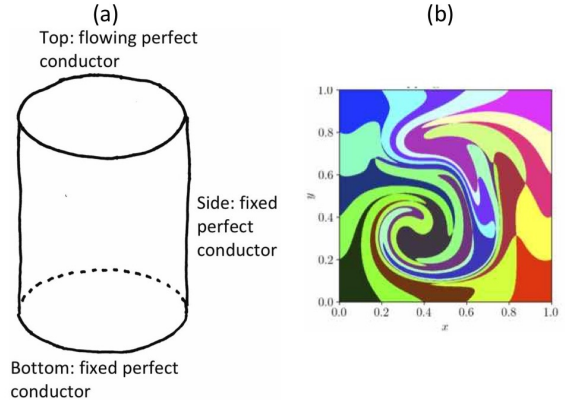 (a)
Top: flowing perfect
conductor
Side: fixed
perfect
conductor
Bottom: fixed perfect
conductor
(b)
1.0
0.8
0.6
0.4
0.2
0.0
y
0.0 0.2 0.4 0.6 0.8 1.0
x